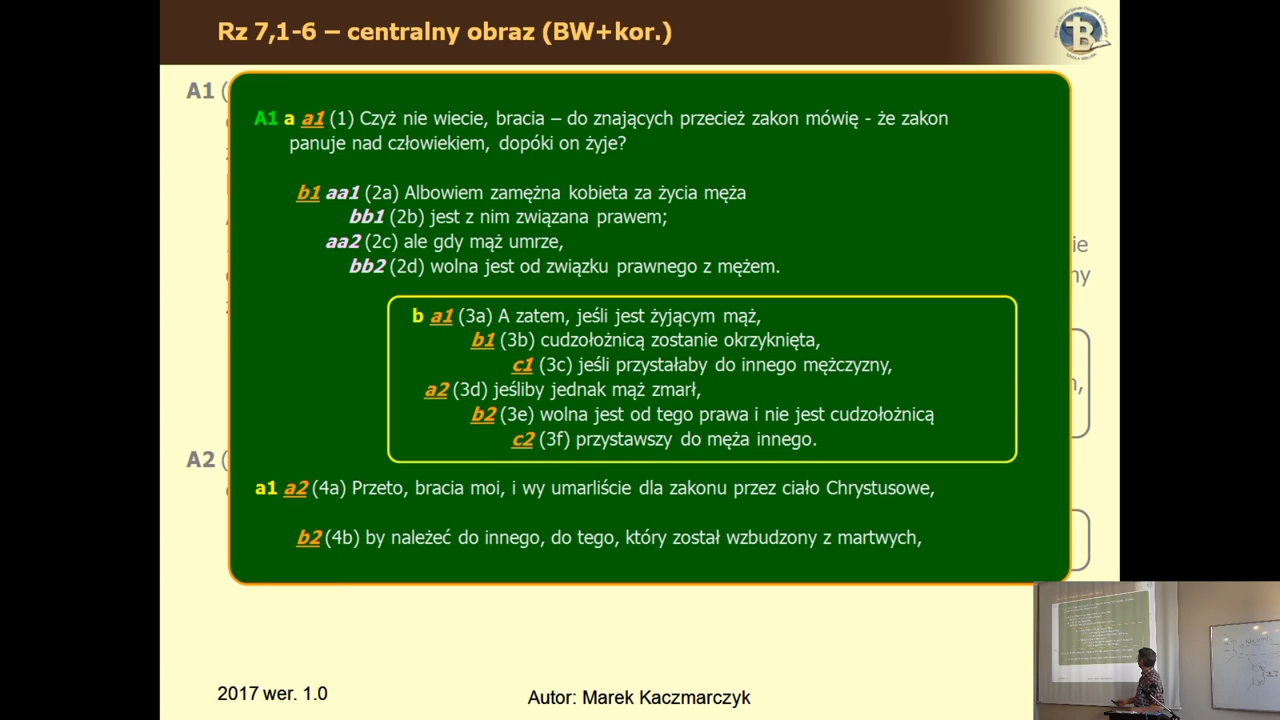 Rz 7,1-6 – centralny obraz (BW+kor.)
A1 (
A1 a a1 (1) Czyż nie wiecie, bracia – do znających przecież zakon mówię - że zakon
panuje nad człowiekiem, dopóki on żyje?
b1 aa1 (2a) Albowiem zamężna kobieta za życia męża
bb1 (2b) jest z nim związana prawem;
aa2 (2c) ale gdy mąż umrze,
bb2 (2d) wolna jest od związku prawnego z mężem.
b a1 (3a) A zatem, jeśli jest żyjącym mąż,
b1 (3b) cudzołożnicą zostanie okrzyknięta,
c1 (3c) jeśli przystałaby do innego mężczyzny,
a2 (3d) jeśliby jednak mąż zmarł,
b2 (3e) wolna jest od tego prawa i nie jest cudzołożnicą
c2 (3f) przystawszy do męża innego.
A2 (
a1 a2 (4a) Przeto, bracia moi, i wy umarliście dla zakonu przez ciało Chrystusowe,
b2 (4b) by należeć do innego, do tego, który został wzbudzony z martwych,
2017 wer. 1.0
Autor: Marek Kaczmarczyk